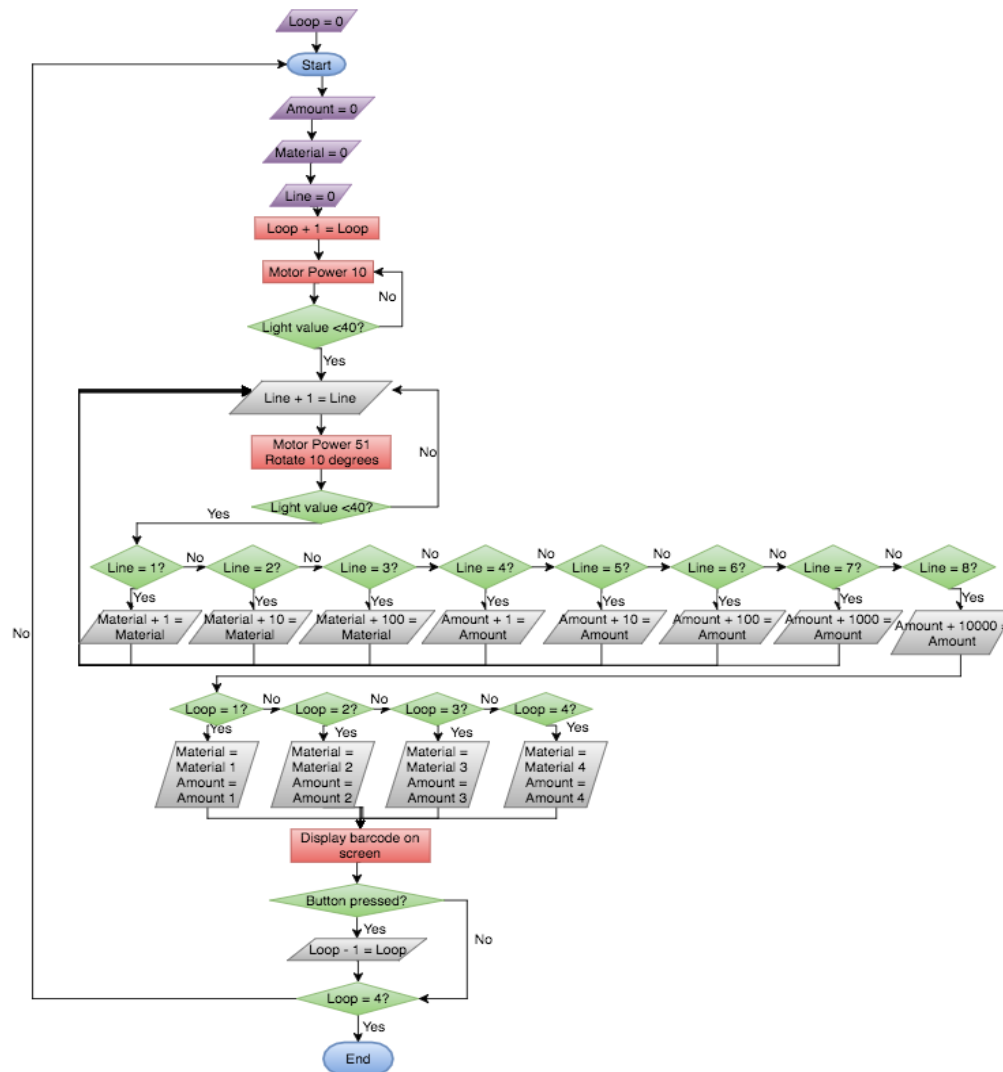 Loop = 0
Start
Amount = 0
Material = 0
Line = 0
Loop + 1 = Loop
Motor Power 10
No
Light value <40?
Yes
Line + 1 = Line
Motor Power 51
Rotate 10 degrees
No
Light value <40?
Yes
Line = 1?
No
Line = 2?
No
Line = 3?
No
Line = 4?
No
Line = 5?
No
Line = 6?
No
Line = 7?
No
Line = 8?
Yes
Yes
Yes
Yes
Yes
Yes
Yes
Yes
Material + 1 =
Material
Material + 10 =
Material
Material + 100 =
Material
Amount + 1 =
Amount
Amount + 10 =
Amount
Amount + 100 =
Amount
Amount + 1000 =
Amount
Amount + 10000 =
Amount
No
Loop = 1?
No
Loop = 2?
No
Loop = 3?
No
Loop = 4?
Yes
Yes
Yes
Yes
Material =
Material 1
Amount =
Amount 1
Material =
Material 2
Amount =
Amount 2
Material =
Material 3
Amount =
Amount 3
Material =
Material 4
Amount =
Amount 4
Display barcode on
screen
Button pressed?
Yes
No
Loop - 1 = Loop
Loop = 4?
Yes
End